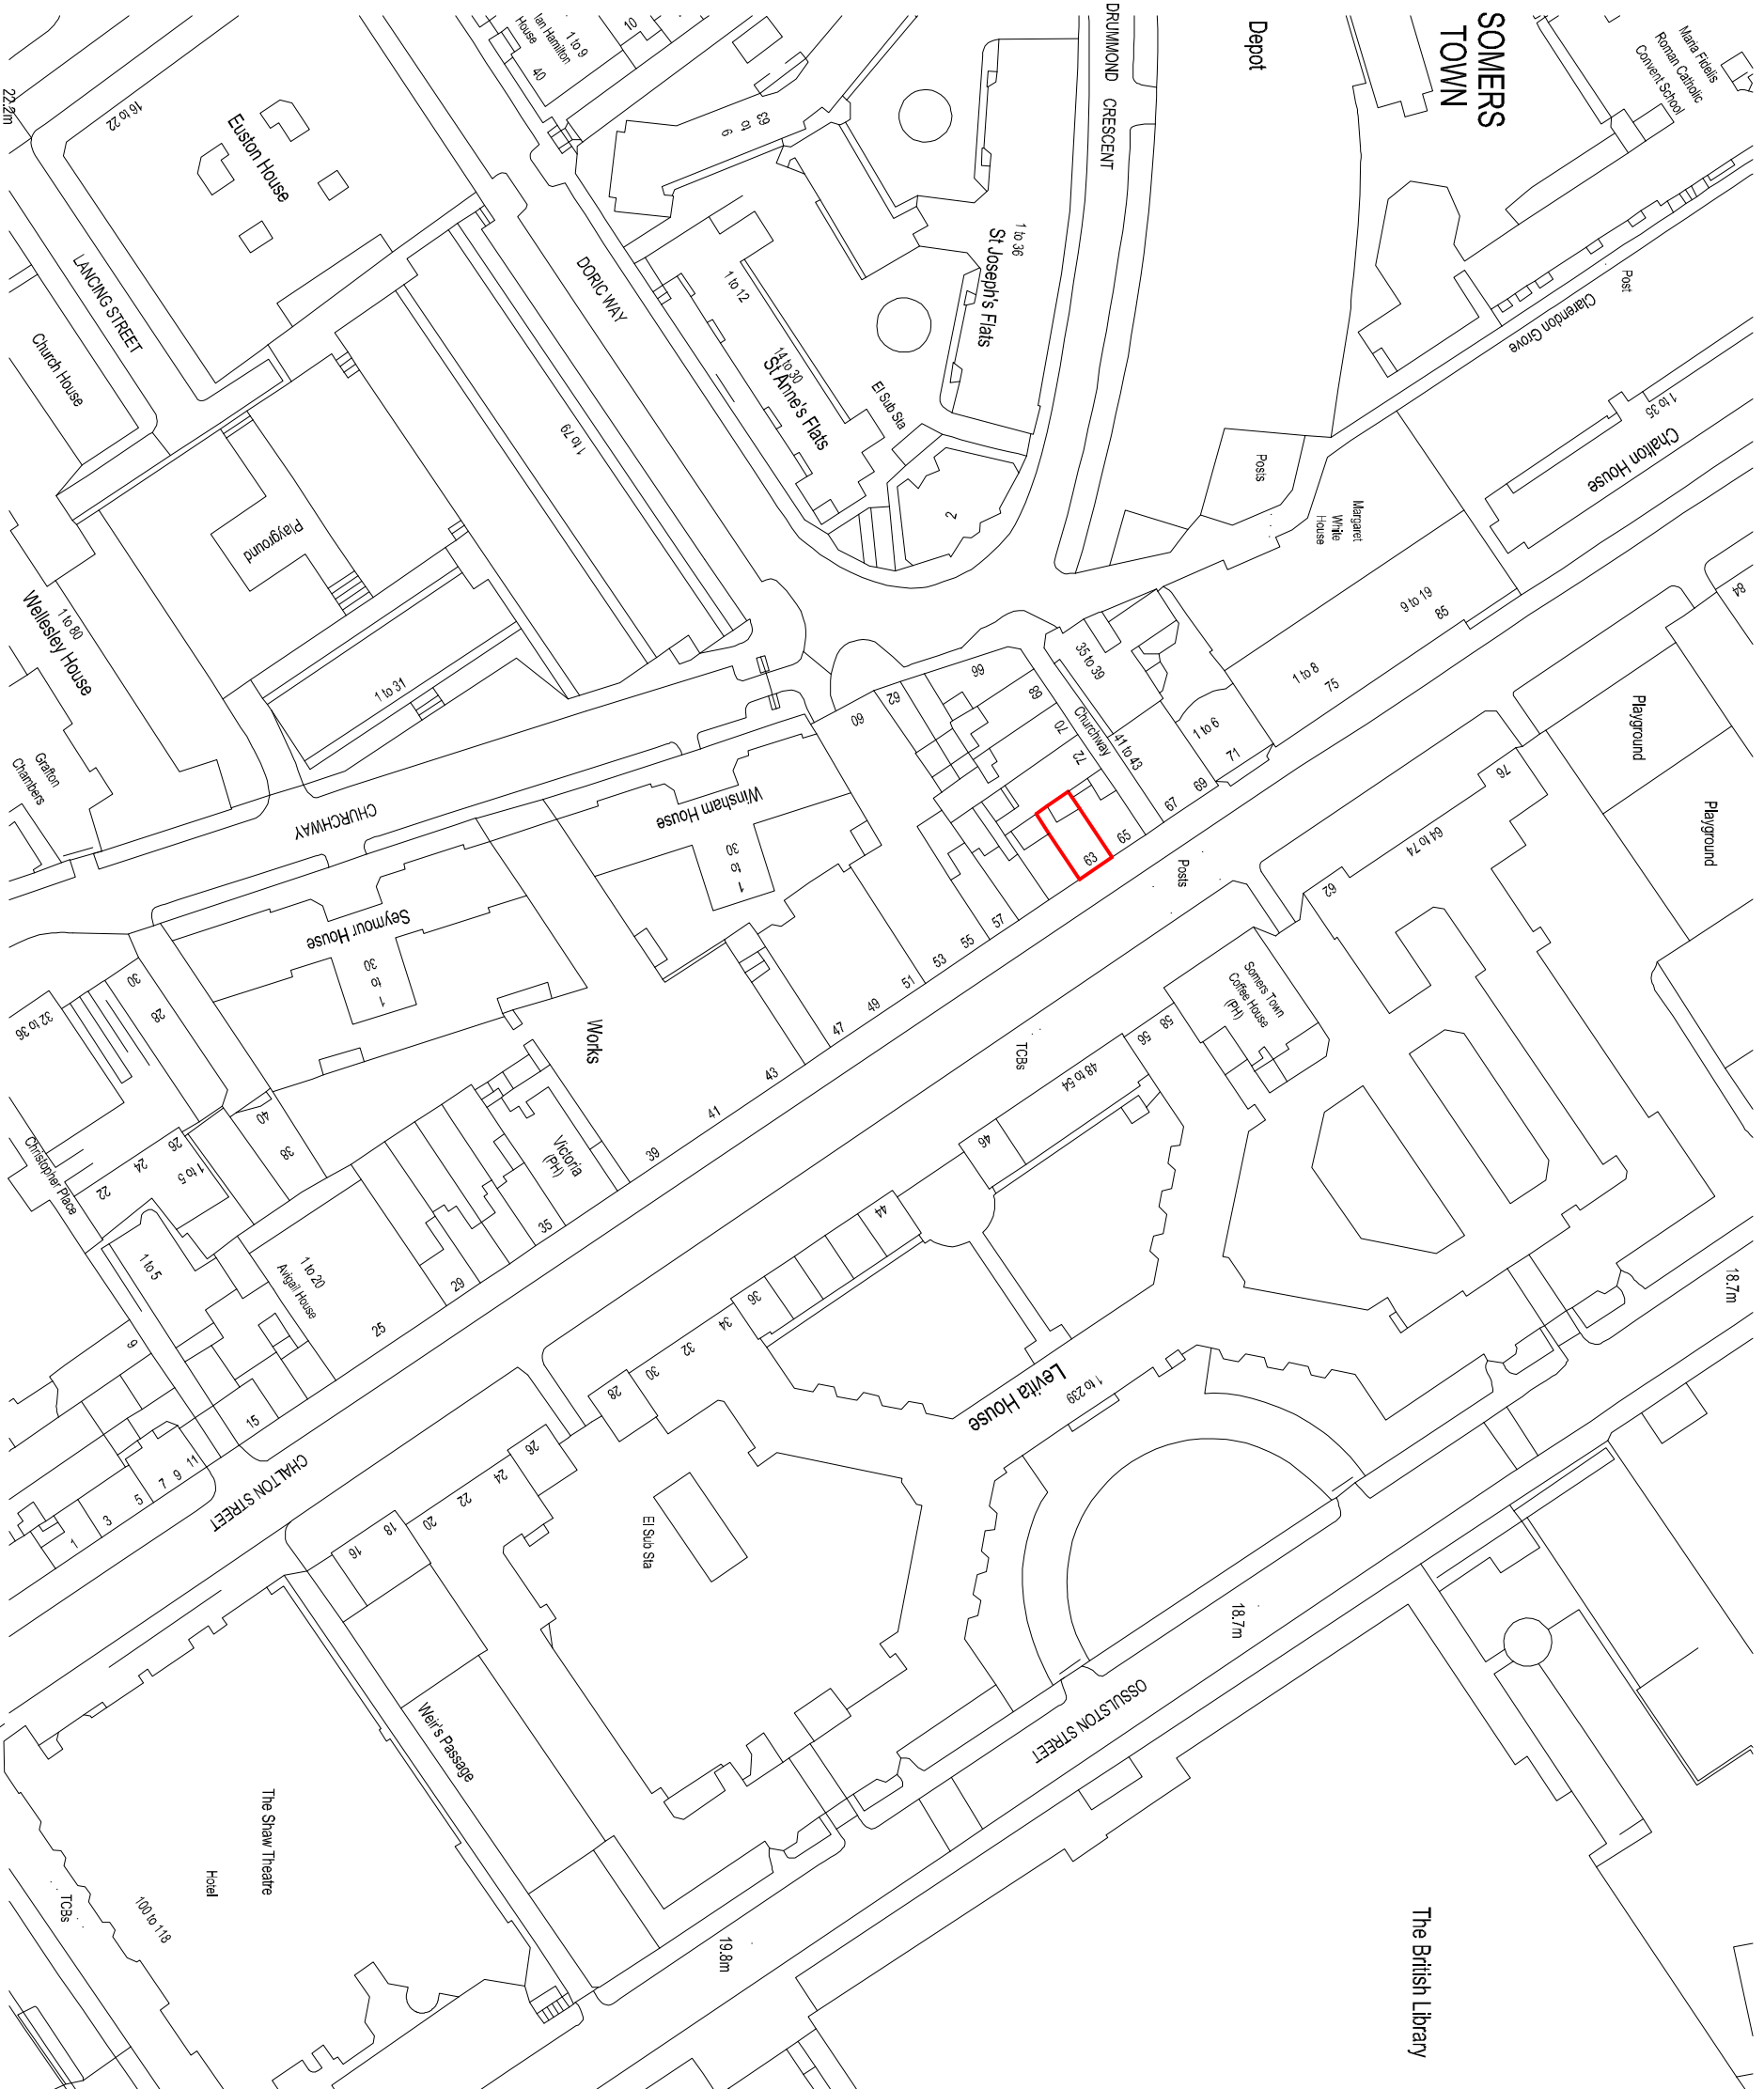 SOMERS
TOWN
Maria Fidelis
Roman Catholic
Convent School
Depot
DRUMMOND CRESCENT
10
1 to 9
Ian Hamilton
House
40
63
to
9
16 to 22
22.2m
Euston House
LANCING STREET
Church House
DORIC WAY
1 to 12
14 to 30
St Anne's Flats
1 to 36
St Joseph's Flats
El Sub Sta
2
Post
Clarendon Grove
1 to 35
Chalton House
Posts
Margaret
White
House
9 to 19
85
84
1 to 79
Playground
1 to 80
Wellesley House
Grafton
Chambers
1 to 31
CHURCHWAY
60
62
66
68
70
72
Churchway
35 to 39
41 to 43
1 to 8
75
1 to 6
71
69
67
65
63
57
55
53
51
49
47
43
41
39
Posts
Playground
Playground
76
64 to 74
62
Winsham House
1
to
30
Seymour House
1
to
30
Works
Somers Town
Coffee House
(PH)
58
56
48 to 54
46
44
TCBs
30
28
32 to 36
40
38
26
24
22
1 to 5
Christopher Place
Victoria
(PH)
35
29
25
1 to 20
Avigail House
1 to 5
9
15
11
9
7
5
3
1
CHALTON STREET
36
34
32
30
28
26
24
22
20
18
16
Levita House
1 to 239
El Sub Sta
18.7m
18.7m
OSSULSTON STREET
Weir's Passage
The Shaw Theatre
Hotel
100 to 118
TCBs
19.8m
The British Library